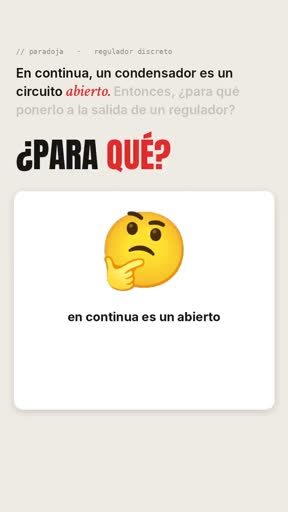 // paradoja - regulador discreto
En continua, un condensador es un
circuito abierto. Entonces, ¿para qué
ponerlo a la salida de un regulador?
¿PARA QUÉ?
en continua es un abierto